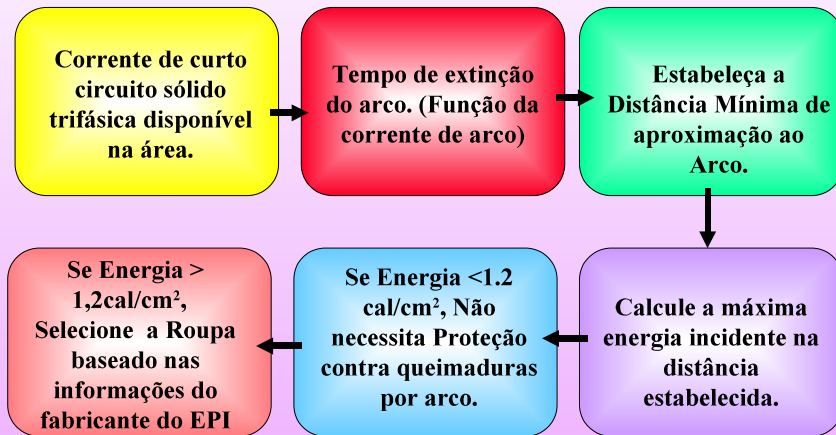 Corrente de curto
circuito sólido
trifásica disponível
na área.
Tempo de extinção
do arco. (Função da
corrente de arco)
Estabeleça a
Distância Mínima de
aproximação ao
Arco.
Calcule a máxima
energia incidente na
distância
estabelecida.
Se Energia <1.2
cal/cm², Não
necessita Proteção
contra queimaduras
por arco.
Se Energia >
1,2cal/cm²,
Selecione a Roupa
baseado nas
informações do
fabricante do EPI